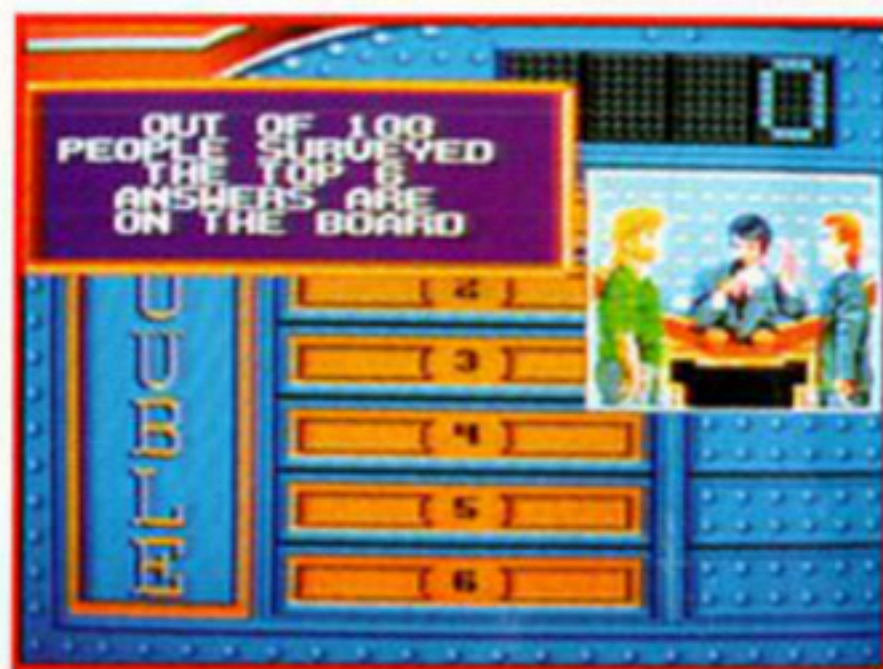 OUT OF 100
PEOPLE SURVEYED
THE TOP 6
ANSWERS ARE
ON THE BOARD
0
2
3
4
5
6
OUBLE